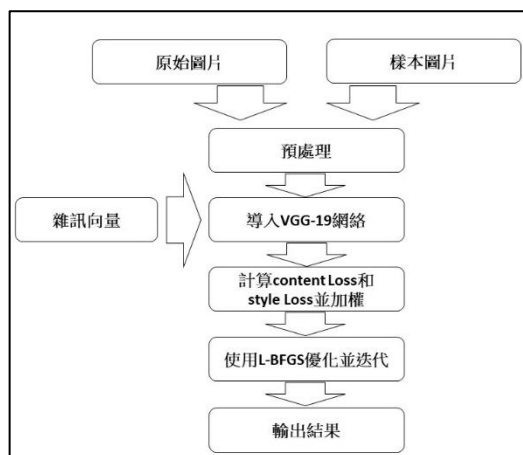 原始圖片
樣本圖片
預處理
雜訊向量
導入VGG-19網絡
計算content Loss和
style Loss並加權
使用L-BFGS優化並迭代
輸出結果